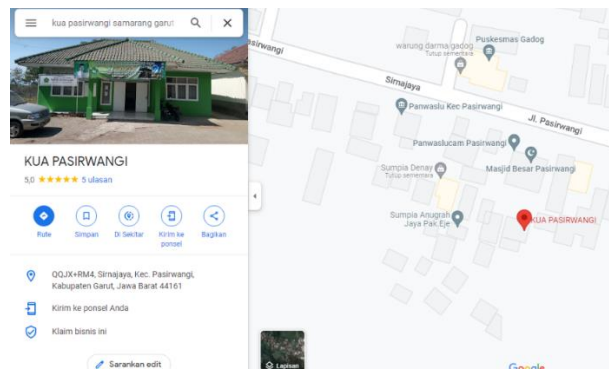 kua pasirwangi samarang garut
KUA PASIRWANGI
5,0 ★★★★★ 5 ulasan
Rute
Simpan
Di Sekitar
Kirim ke
ponsel
Bagikan
QQJX+RM4, Sirnajaya, Kec. Pasirwangi,
Kabupaten Garut, Jawa Barat 44161
Kirim ke ponsel Anda
Klaim bisnis ini
Sarankan edit
Lapisan
sirwangi
Sirnajaya
Jl. Pasirwangi
warung darma gadog
Tutup sementara
Puskesmas Gadog
Panwaslu Kec Pasirwangi
Panwaslucam Pasirwangi
Masjid Besar Pasirwangi
Sumpia Denay
Tutup sementara
Sumpia Anugrah
Jaya Pak Eje
KUA PASIRWANGI
Google